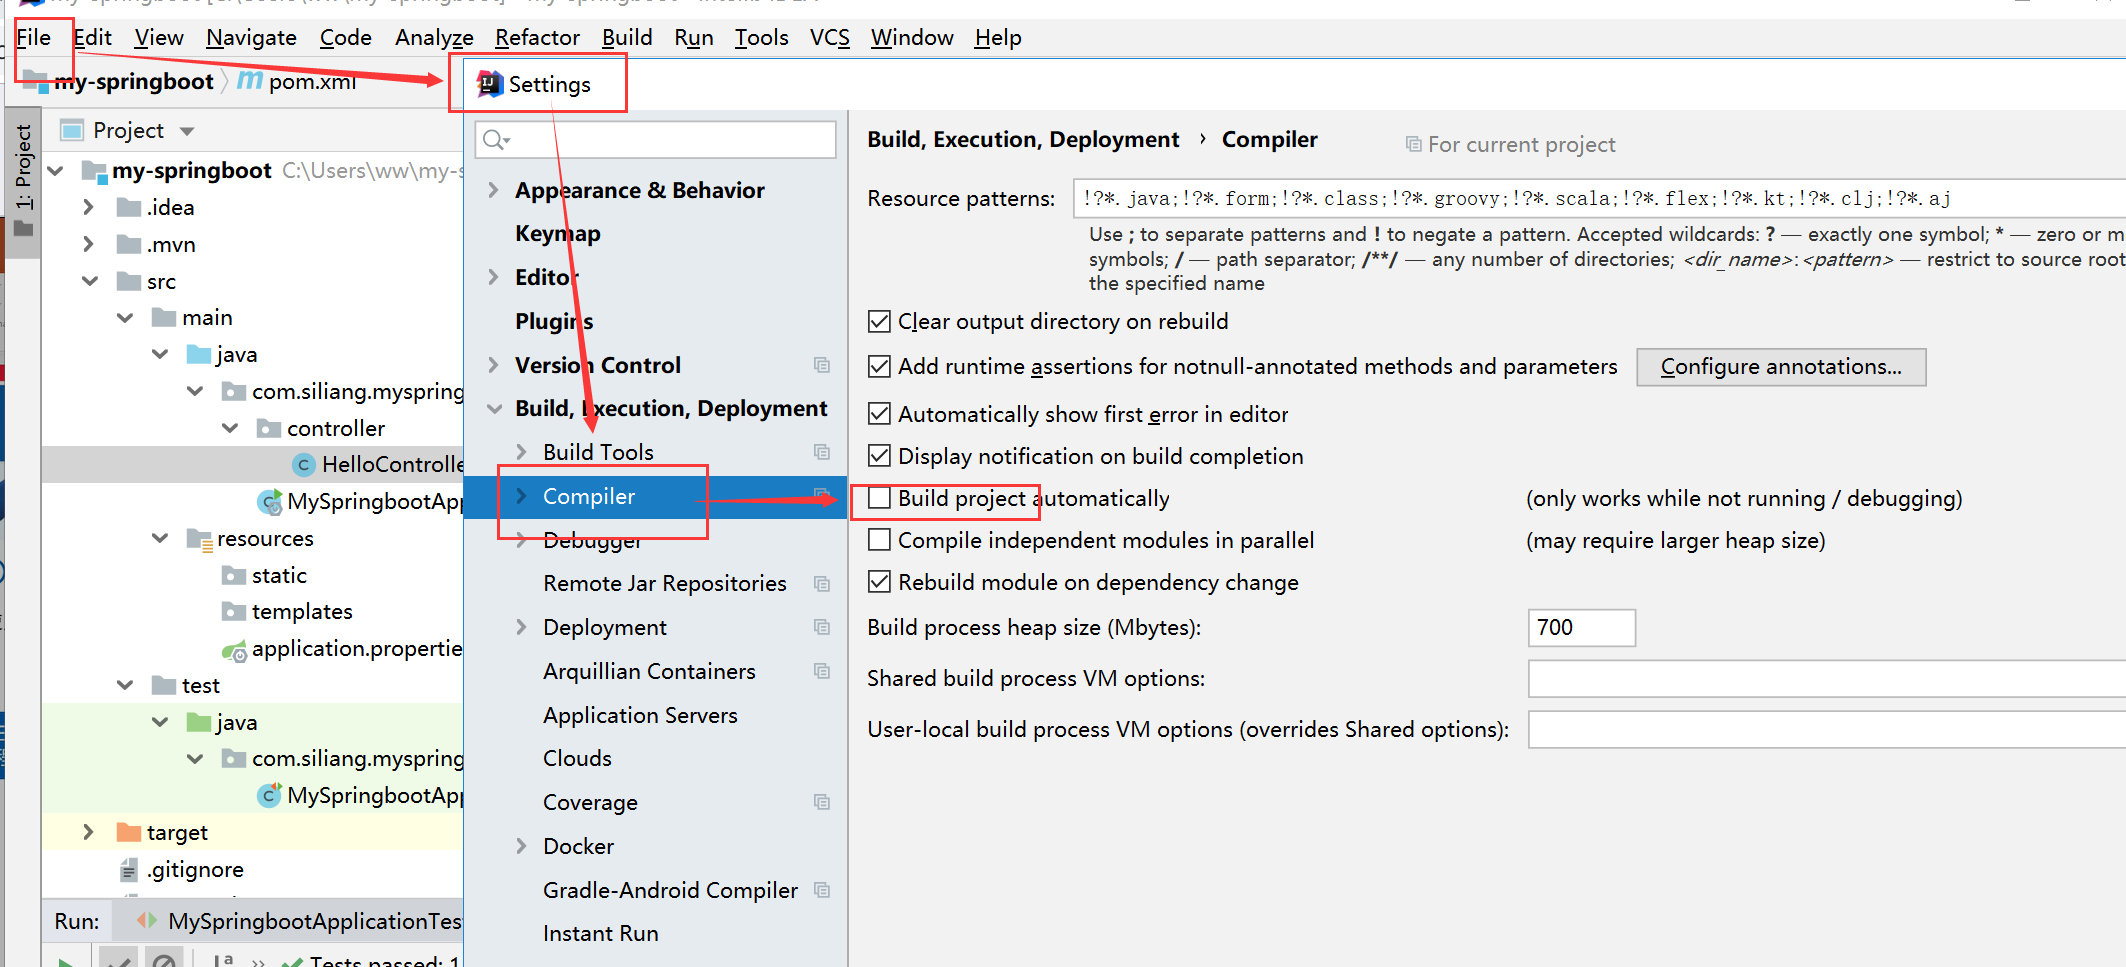 File Edit View Navigate Code Analyze Refactor Build Run Tools VCS Window Help
my-springboot pom.xml
Settings
1: Project
Project
my-springboot C:\Users\ww\my-s
.idea
.mvn
src
main
java
com.siliang.myspring
controller
HelloControlle
MySpringbootApp
resources
static
templates
application.propertie
test
java
com.siliang.myspring
MySpringbootApp
target
.gitignore
Run: MySpringbootApplicationTes
Tests passed: 1
Appearance & Behavior
Keymap
Editor
Plugins
Version Control
Build, Execution, Deployment
Build Tools
Compiler
Debugger
Remote Jar Repositories
Deployment
Arquillian Containers
Application Servers
Clouds
Coverage
Docker
Gradle-Android Compiler
Instant Run
Build, Execution, Deployment › Compiler For current project
Resource patterns: !?*.java;!?*.form;!?*.class;!?*.groovy;!?*.scala;!?*.flex;!?*.kt;!?*.clj;!?*.aj
Use ; to separate patterns and ! to negate a pattern. Accepted wildcards: ? — exactly one symbol; * — zero or m
symbols; / — path separator; /**/ — any number of directories; <dir_name>:<pattern> — restrict to source root
the specified name
Clear output directory on rebuild
Add runtime assertions for notnull-annotated methods and parameters Configure annotations...
Automatically show first error in editor
Display notification on build completion
Build project automatically (only works while not running / debugging)
Compile independent modules in parallel (may require larger heap size)
Rebuild module on dependency change
Build process heap size (Mbytes): 700
Shared build process VM options:
User-local build process VM options (overrides Shared options):